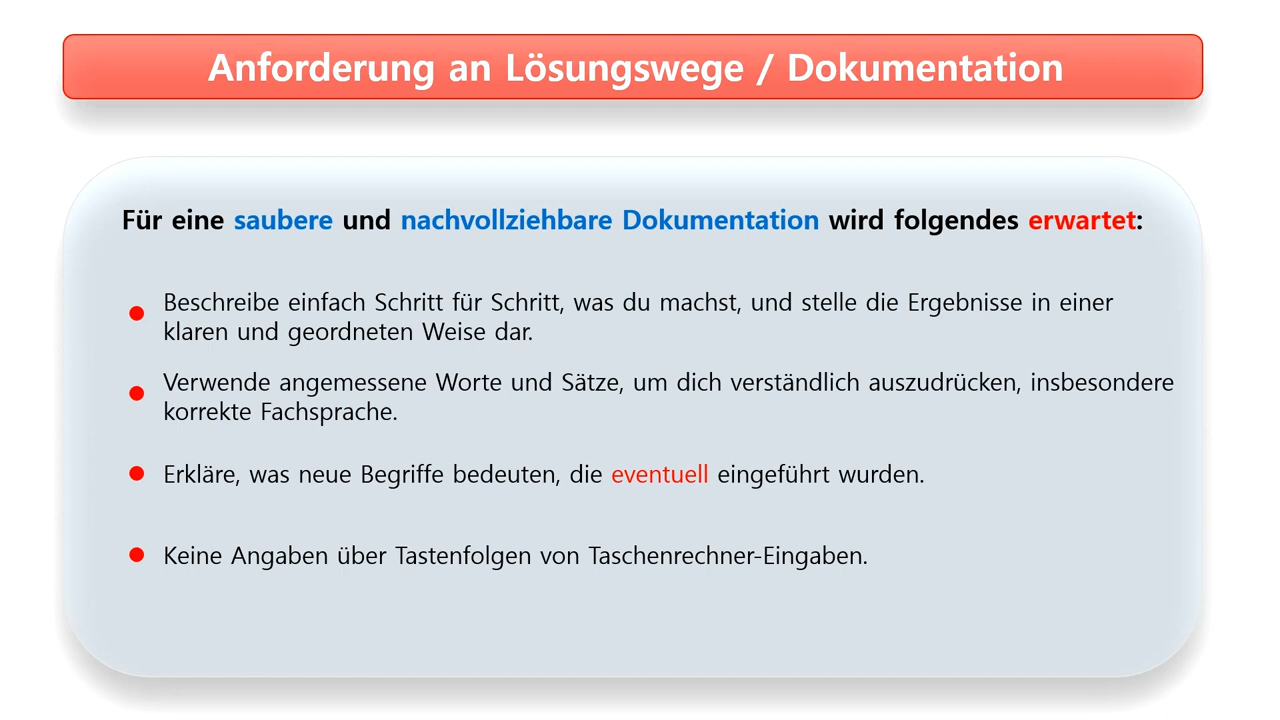 Anforderung an Lösungswege / Dokumentation
Für eine saubere und nachvollziehbare Dokumentation wird folgendes erwartet:
Beschreibe einfach Schritt für Schritt, was du machst, und stelle die Ergebnisse in einer
klaren und geordneten Weise dar.
Verwende angemessene Worte und Sätze, um dich verständlich auszudrücken, insbesondere
korrekte Fachsprache.
Erkläre, was neue Begriffe bedeuten, die eventuell eingeführt wurden.
Keine Angaben über Tastenfolgen von Taschenrechner-Eingaben.